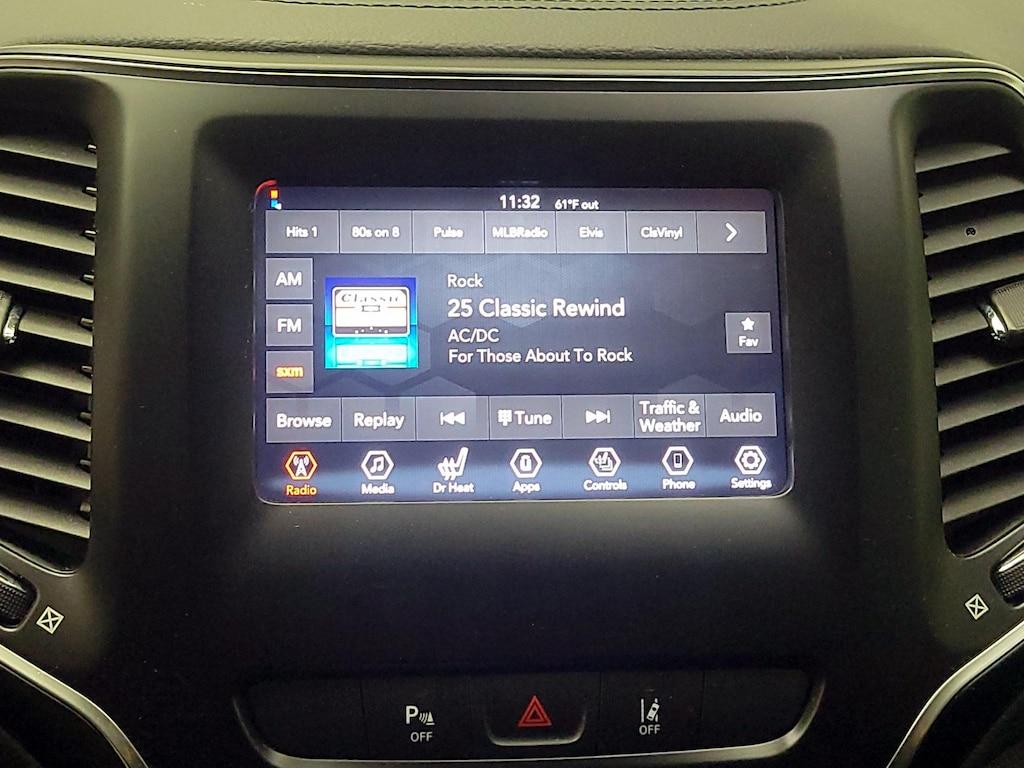 11:32 61°F out
Hits 1 80s on 8 Pulse MLBRadio Elvis ClsVinyl
AM
FM
sxm
Classic
Rock
25 Classic Rewind
AC/DC
For Those About To Rock
Fav
Browse Replay Tune Traffic & Weather Audio
Radio Media Dr Heat Apps Controls Phone Settings
P OFF
OFF